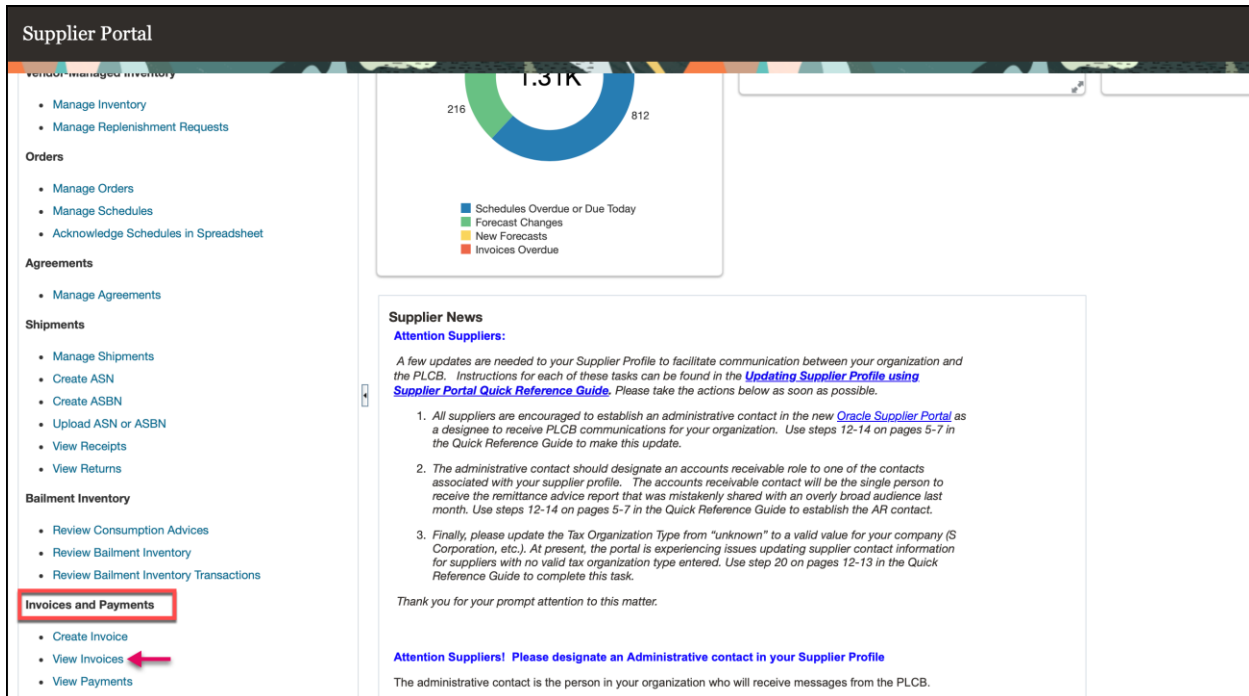 Supplier Portal
Vendor-Managed Inventory
Manage Inventory
Manage Replenishment Requests
Orders
Manage Orders
Manage Schedules
Acknowledge Schedules in Spreadsheet
Agreements
Manage Agreements
Shipments
Manage Shipments
Create ASN
Create ASBN
Upload ASN or ASBN
View Receipts
View Returns
Bailment Inventory
Review Consumption Advices
Review Bailment Inventory
Review Bailment Inventory Transactions
Invoices and Payments
Create Invoice
View Invoices
View Payments
1.31K
216
812
Schedules Overdue or Due Today
Forecast Changes
New Forecasts
Invoices Overdue
Supplier News
Attention Suppliers:
A few updates are needed to your Supplier Profile to facilitate communication between your organization and
the PLCB. Instructions for each of these tasks can be found in the Updating Supplier Profile using
Supplier Portal Quick Reference Guide. Please take the actions below as soon as possible.
1. All suppliers are encouraged to establish an administrative contact in the new Oracle Supplier Portal as
a designee to receive PLCB communications for your organization. Use steps 12-14 on pages 5-7 in
the Quick Reference Guide to make this update.
2. The administrative contact should designate an accounts receivable role to one of the contacts
associated with your supplier profile. The accounts receivable contact will be the single person to
receive the remittance advice report that was mistakenly shared with an overly broad audience last
month. Use steps 12-14 on pages 5-7 in the Quick Reference Guide to establish the AR contact.
3. Finally, please update the Tax Organization Type from “unknown” to a valid value for your company (S
Corporation, etc.). At present, the portal is experiencing issues updating supplier contact information
for suppliers with no valid tax organization type entered. Use step 20 on pages 12-13 in the Quick
Reference Guide to complete this task.
Thank you for your prompt attention to this matter.
Attention Suppliers! Please designate an Administrative contact in your Supplier Profile
The administrative contact is the person in your organization who will receive messages from the PLCB.